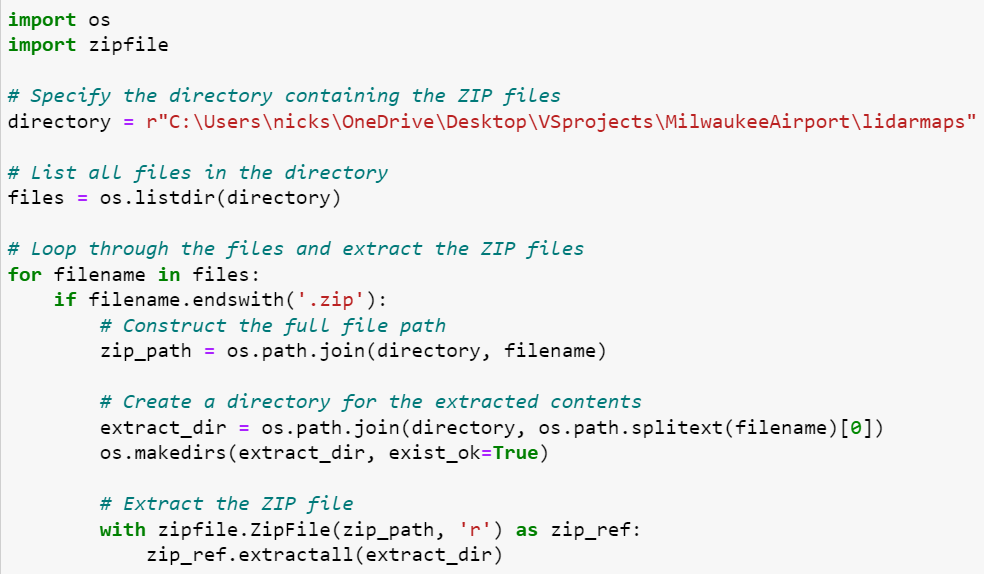 import os
import zipfile

# Specify the directory containing the ZIP files
directory = r"C:\Users\nicks\OneDrive\Desktop\VSprojects\MilwaukeeAirport\lidarmaps"

# List all files in the directory
files = os.listdir(directory)

# Loop through the files and extract the ZIP files
for filename in files:
    if filename.endswith('.zip'):
        # Construct the full file path
        zip_path = os.path.join(directory, filename)

        # Create a directory for the extracted contents
        extract_dir = os.path.join(directory, os.path.splitext(filename)[0])
        os.makedirs(extract_dir, exist_ok=True)

        # Extract the ZIP file
        with zipfile.ZipFile(zip_path, 'r') as zip_ref:
            zip_ref.extractall(extract_dir)